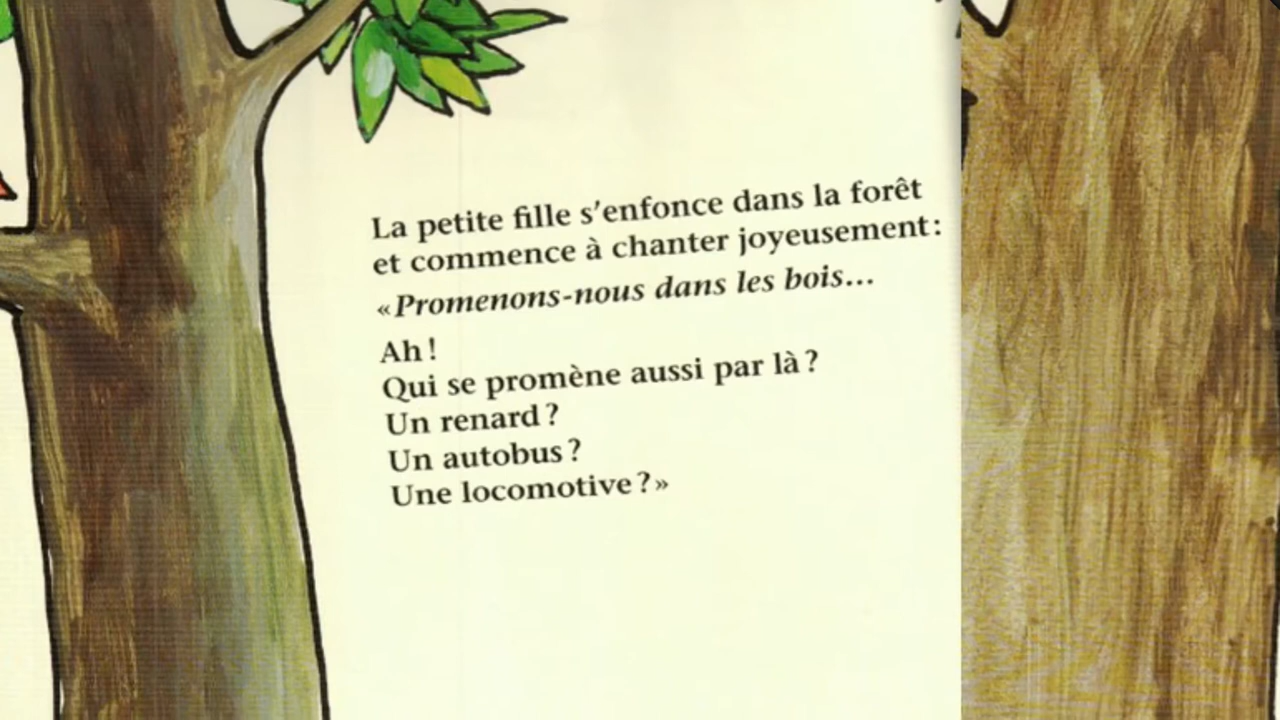 La petite fille s'enfonce dans la forêt
et commence à chanter joyeusement :
« Promenons-nous dans les bois...
Ah !
Qui se promène aussi par là ?
Un renard ?
Un autobus ?
Une locomotive ? »